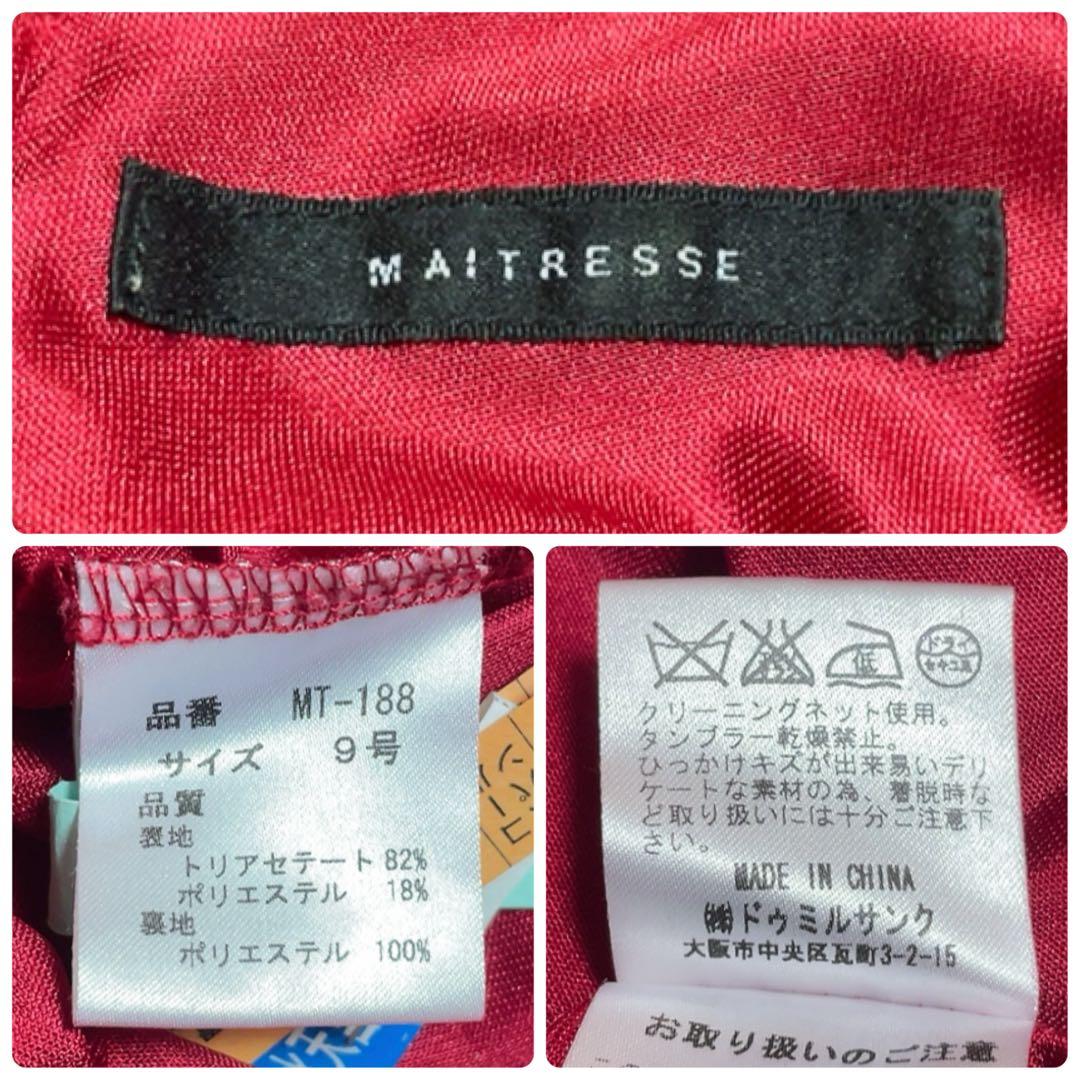 MAITRESSE
品番 MT-188
サイズ 9号
品質
表地
トリアセテート 82%
ポリエステル 18%
裏地
ポリエステル 100%
低
ドライ
セキユ系
クリーニングネット使用。
タンブラー乾燥禁止。
ひっかけキズが出来易いデリ
ケートな素材の為、着脱時な
ど取り扱いには十分ご注意下
さい。
MADE IN CHINA
㈱ドゥミルサンク
大阪市中央区瓦町3-2-15
お取り扱いのご注意